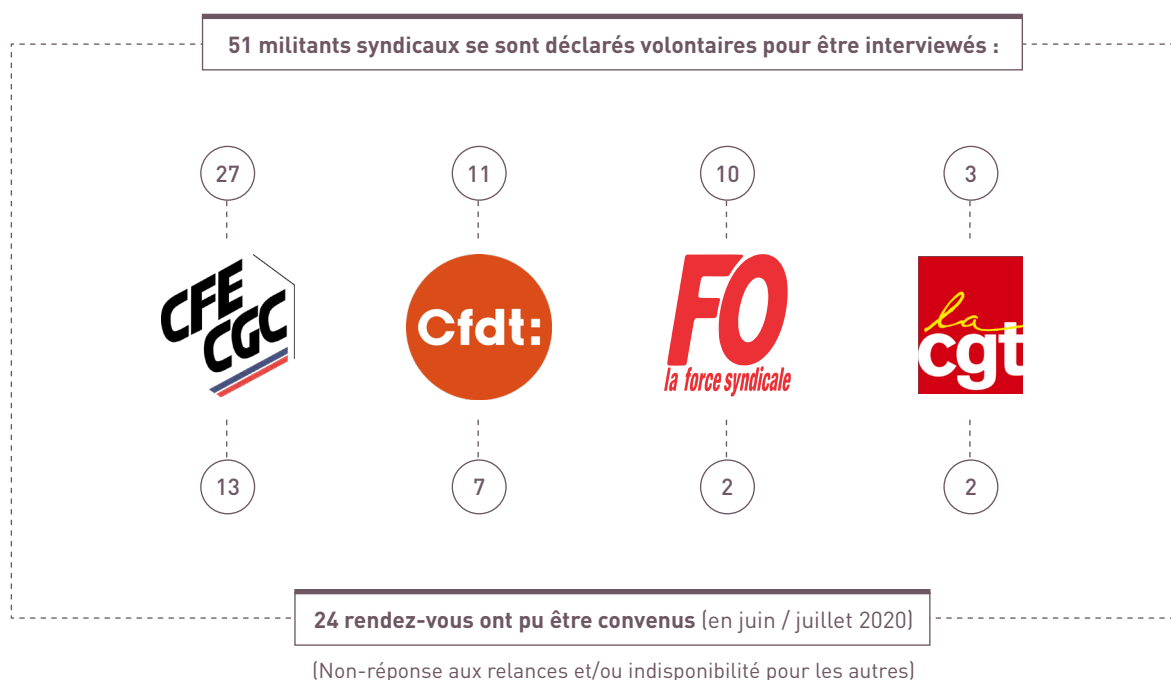 51 militants syndicaux se sont déclarés volontaires pour être interviewés :
27
11
10
3
CFE
CGC
Cfdt:
FO
la force syndicale
la
cgt
13
7
2
2
24 rendez-vous ont pu être convenus (en juin / juillet 2020)
(Non-réponse aux relances et/ou indisponibilité pour les autres)